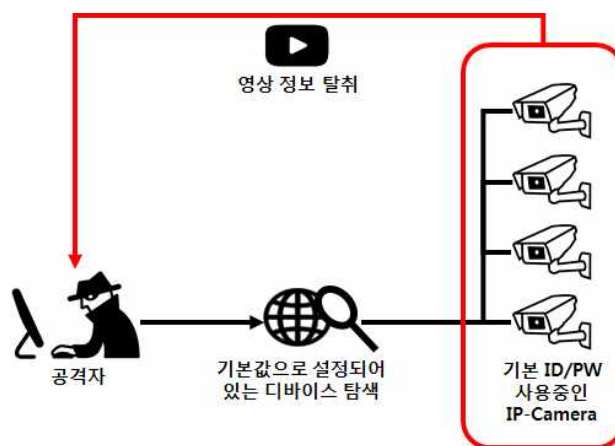 영상 정보 탈취
공격자
기본값으로 설정되어
있는 디바이스 탐색
기본 ID/PW
사용중인
IP-Camera